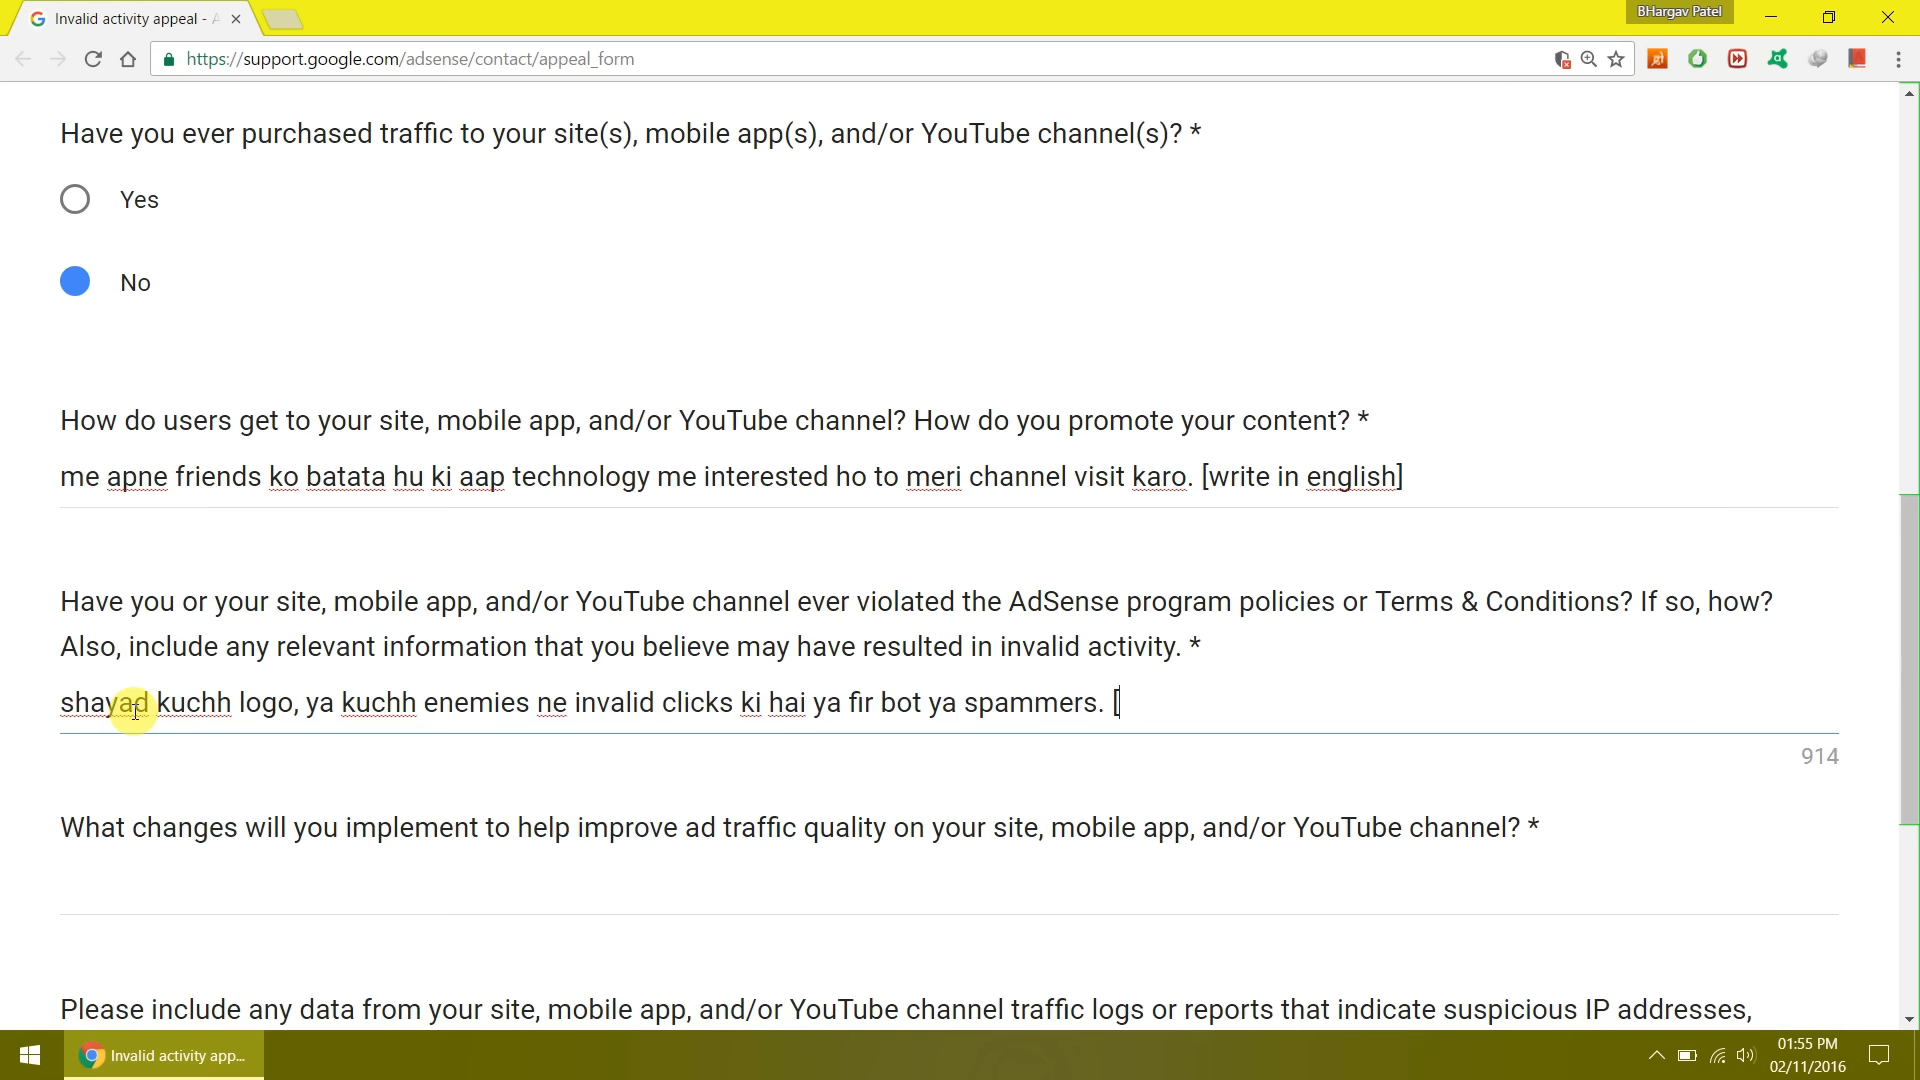 Invalid activity appeal - A
BHargav Patel
https://support.google.com/adsense/contact/appeal_form
Have you ever purchased traffic to your site(s), mobile app(s), and/or YouTube channel(s)? *
Yes
No
How do users get to your site, mobile app, and/or YouTube channel? How do you promote your content? *
me apne friends ko batata hu ki aap technology me interested ho to meri channel visit karo. [write in english]
Have you or your site, mobile app, and/or YouTube channel ever violated the AdSense program policies or Terms & Conditions? If so, how?
Also, include any relevant information that you believe may have resulted in invalid activity. *
shayad kuchh logo, ya kuchh enemies ne invalid clicks ki hai ya fir bot ya spammers. [
914
What changes will you implement to help improve ad traffic quality on your site, mobile app, and/or YouTube channel? *
Please include any data from your site, mobile app, and/or YouTube channel traffic logs or reports that indicate suspicious IP addresses,
Invalid activity app...
01:55 PM
02/11/2016